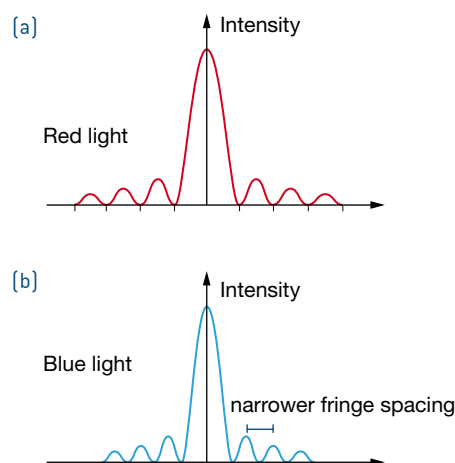 (a)
Intensity
Red light
(b)
Intensity
Blue light
narrower fringe spacing